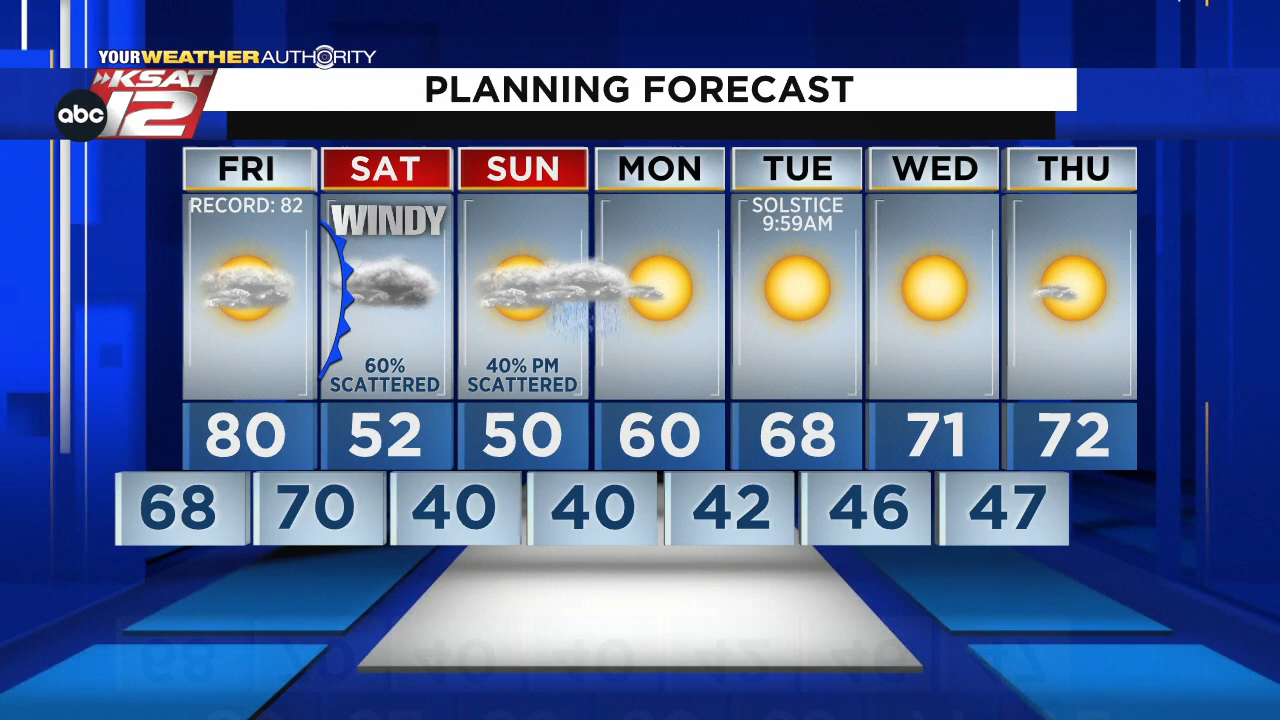 YOURWEATHERAUTHORITY
KSAT
abc 12
PLANNING FORECAST
FRI SAT SUN MON TUE WED THU
RECORD: 82
WINDY
SOLSTICE
9:59AM
60%
SCATTERED
40% PM
SCATTERED
80 52 50 60 68 71 72
68 70 40 40 42 46 47